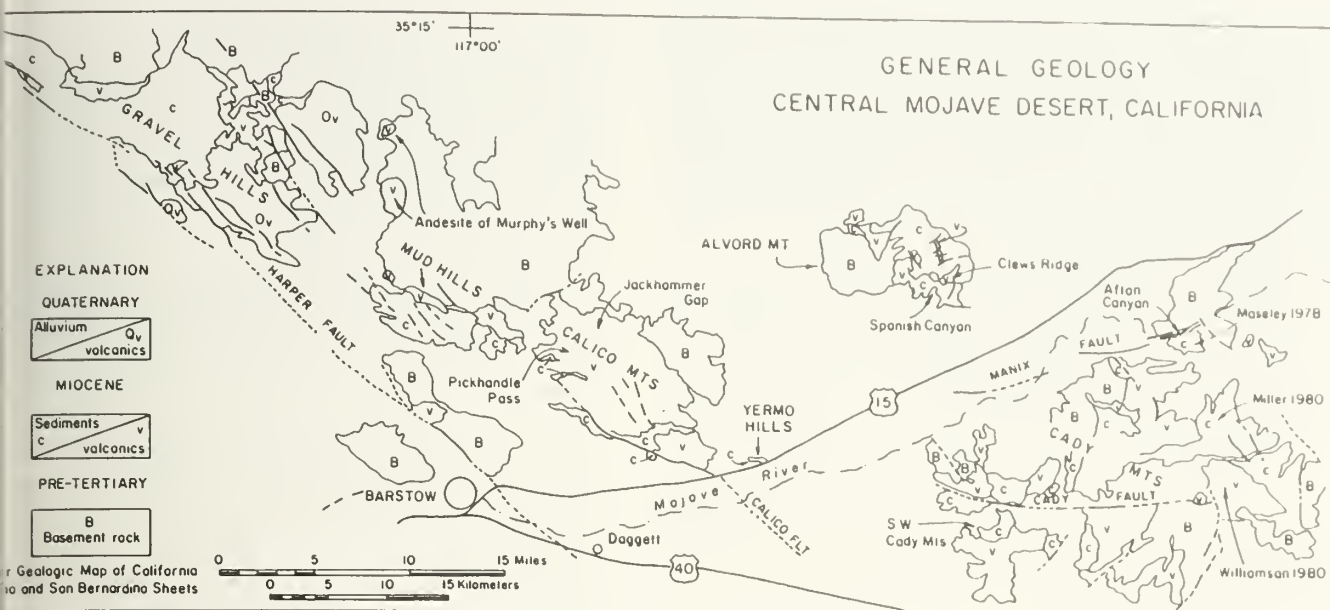 35°15'
117°00'
GENERAL GEOLOGY
CENTRAL MOJAVE DESERT, CALIFORNIA
c
B
B
v
c
c
B
v
B
Qv
GRAVEL
HILLS
v
v
Qv
Qv
v
Andesite of Murphy's Well
MUD HILLS
B
v
v
c
c
HARPER FAULT
EXPLANATION
QUATERNARY
Alluvium
Qv
volcanics
MIOCENE
Sediments
c
v
volcanics
PRE-TERTIARY
B
Basement rock
r Geologic Map of California
and San Bernardino Sheets
0 5 10 15 Miles
0 5 10 15 Kilometers
Jackhammer
Gap
CALICO MTS
B
Pickhandle
Pass
c
c
v
c
c
v
B
v
B
B
BARSTOW
YERMO
HILLS
c
Mojave River
CALICO FLT
Daggett
40
15
ALVORD MT
B
v
v
c
v
v
c
Clews Ridge
Spanish Canyon
MANIX FAULT
Afton
Canyon
B
c
Maseley 1978
v
Miller 1980
B
c
v
B
c
v
CADY MTS
c
B
B
v
c
v
c
v
c
CADY FAULT
v
v
B
B
SW
Cady Mts
c
v
c
v
B
v
v
Williamson 1980